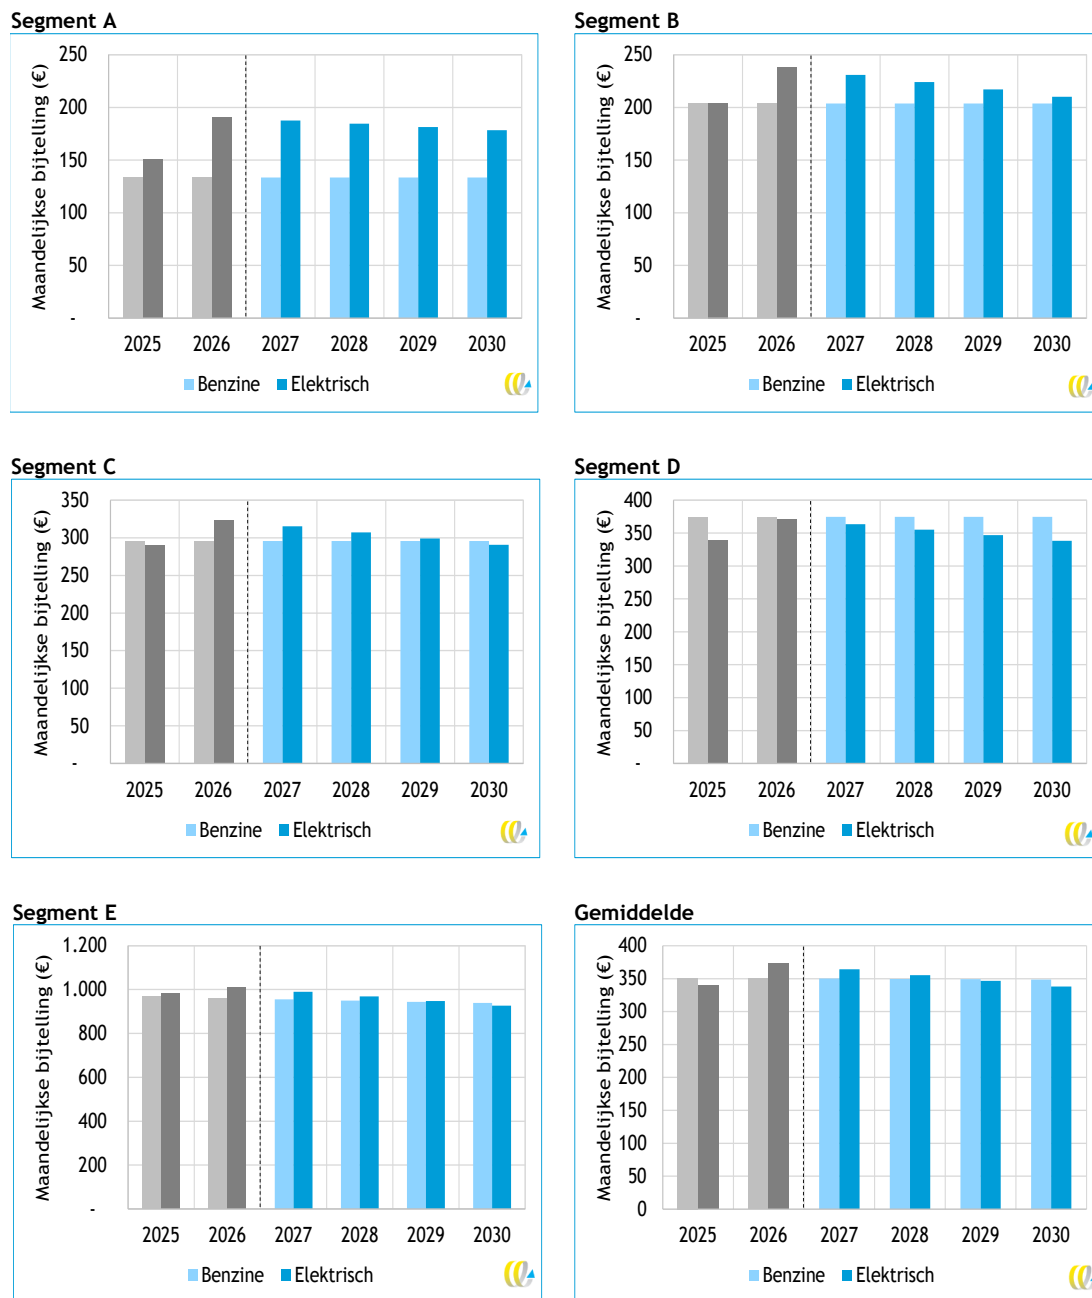 Segment A
Maandelijkse bijtelling (€)
250
200
150
100
50
-
2025 2026 2027 2028 2029 2030
Benzine Elektrisch
Segment B
Maandelijkse bijtelling (€)
250
200
150
100
50
-
2025 2026 2027 2028 2029 2030
Benzine Elektrisch
Segment C
Maandelijkse bijtelling (€)
350
300
250
200
150
100
50
-
2025 2026 2027 2028 2029 2030
Benzine Elektrisch
Segment D
Maandelijkse bijtelling (€)
400
350
300
250
200
150
100
50
-
2025 2026 2027 2028 2029 2030
Benzine Elektrisch
Segment E
Maandelijkse bijtelling (€)
1.200
1.000
800
600
400
200
-
2025 2026 2027 2028 2029 2030
Benzine Elektrisch
Gemiddelde
Maandelijkse bijtelling (€)
400
350
300
250
200
150
100
50
0
2025 2026 2027 2028 2029 2030
Benzine Elektrisch